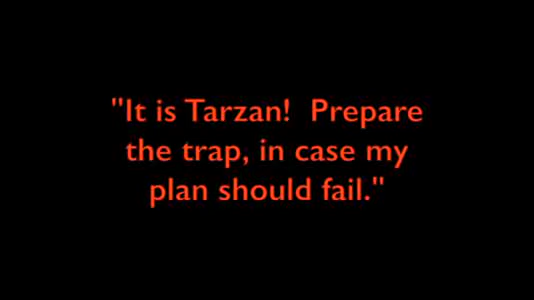 "It is Tarzan!  Prepare
the trap, in case my
plan should fail."